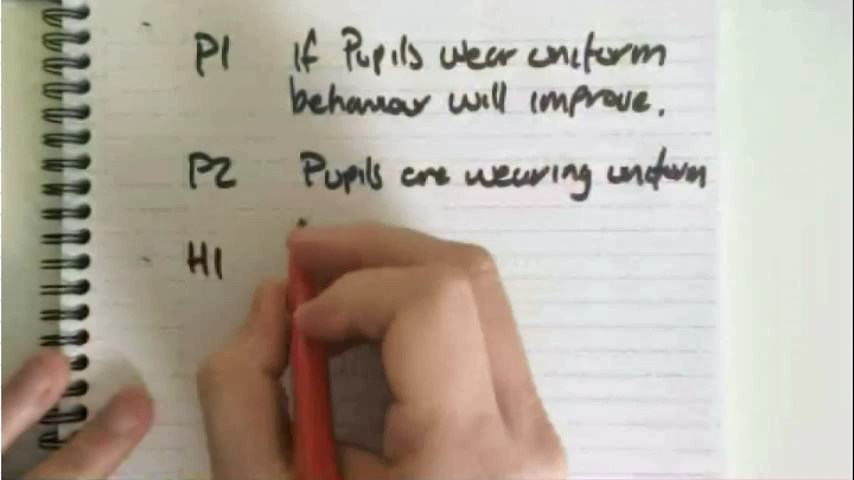 P1 If Pupils wear uniform
behaviour will improve.
P2 Pupils are wearing uniform
H1